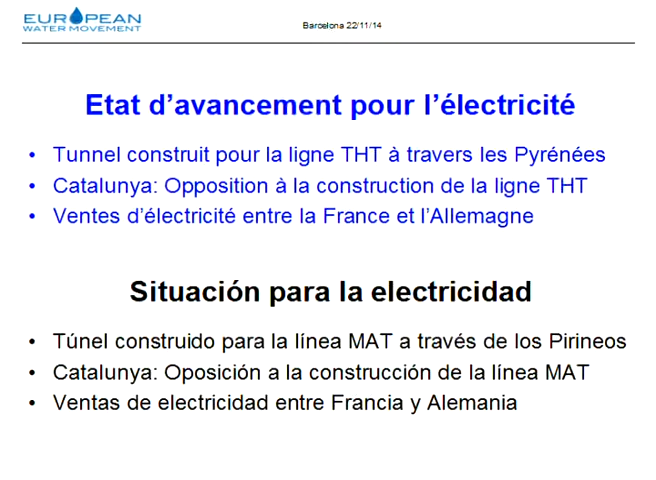 EUROPEAN
WATER MOVEMENT
Barcelona 22/11/14
Etat d’avancement pour l’électricité
• Tunnel construit pour la ligne THT à travers les Pyrénées
• Catalunya: Opposition à la construction de la ligne THT
• Ventes d’électricité entre la France et l’Allemagne
Situación para la electricidad
• Túnel construido para la línea MAT a través de los Pirineos
• Catalunya: Oposición a la construcción de la línea MAT
• Ventas de electricidad entre Francia y Alemania